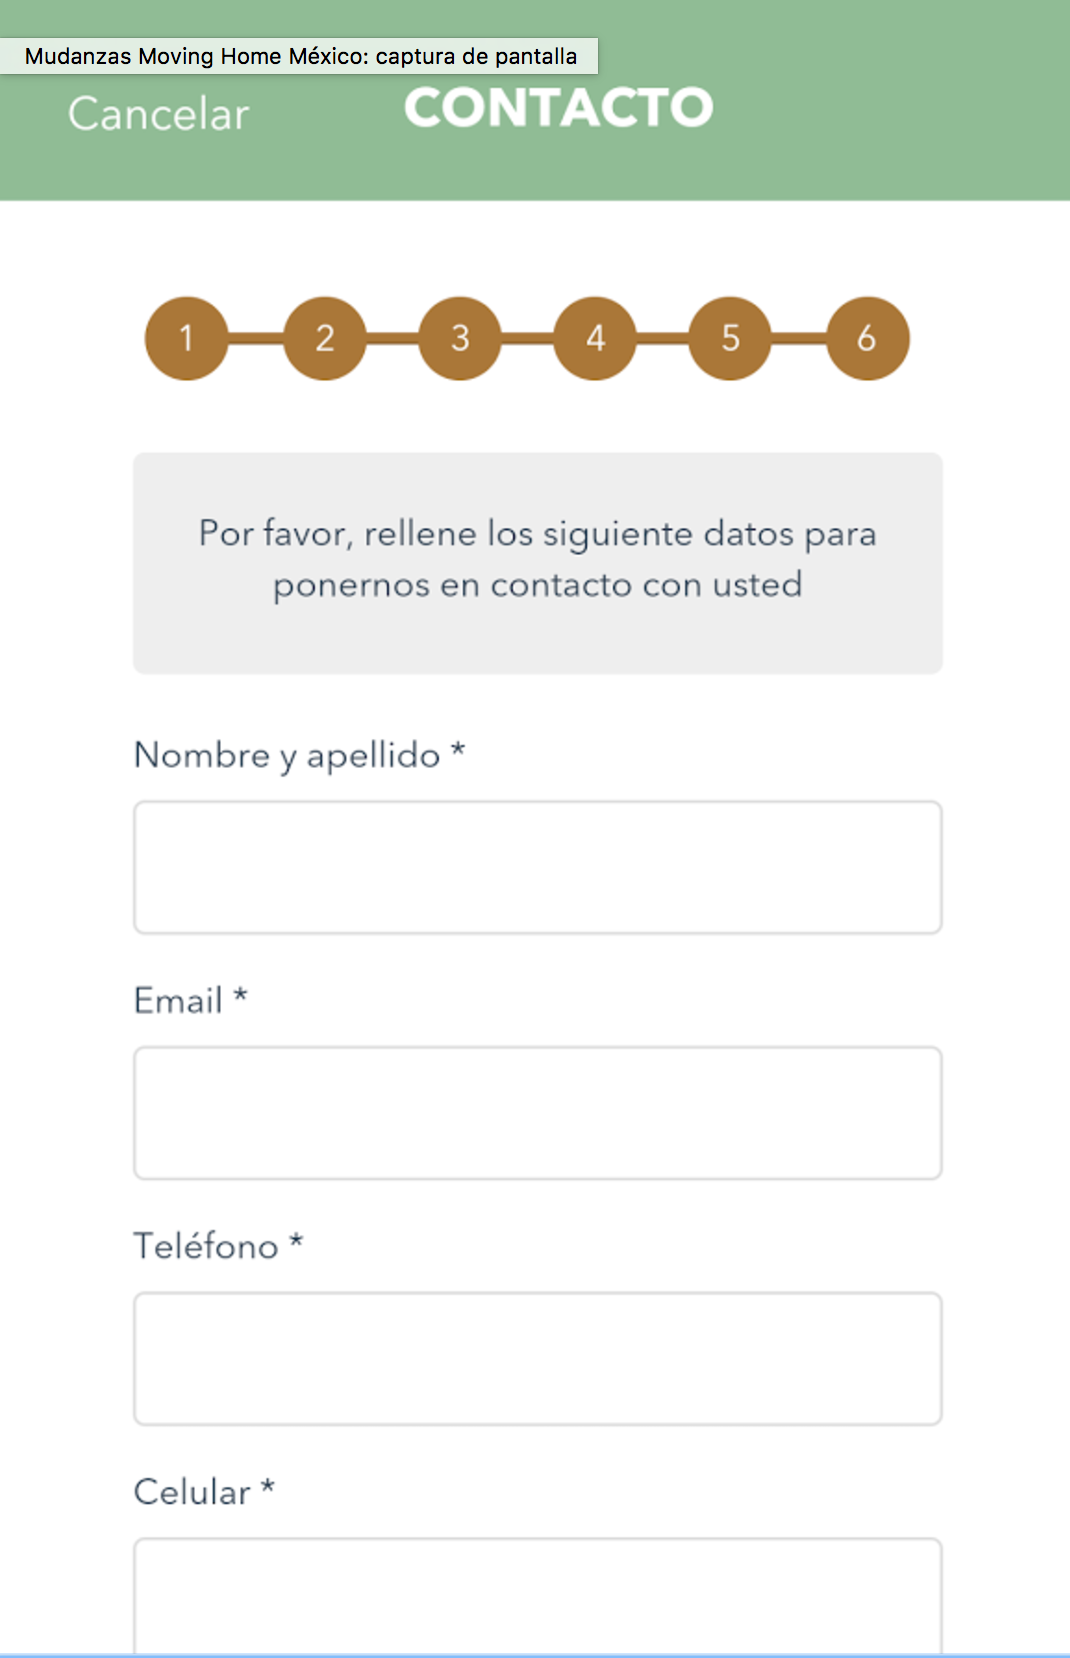 Mudanzas Moving Home México: captura de pantalla
Cancelar
CONTACTO
1 2 3 4 5 6
Por favor, rellene los siguiente datos para
ponernos en contacto con usted
Nombre y apellido *
Email *
Teléfono *
Celular *